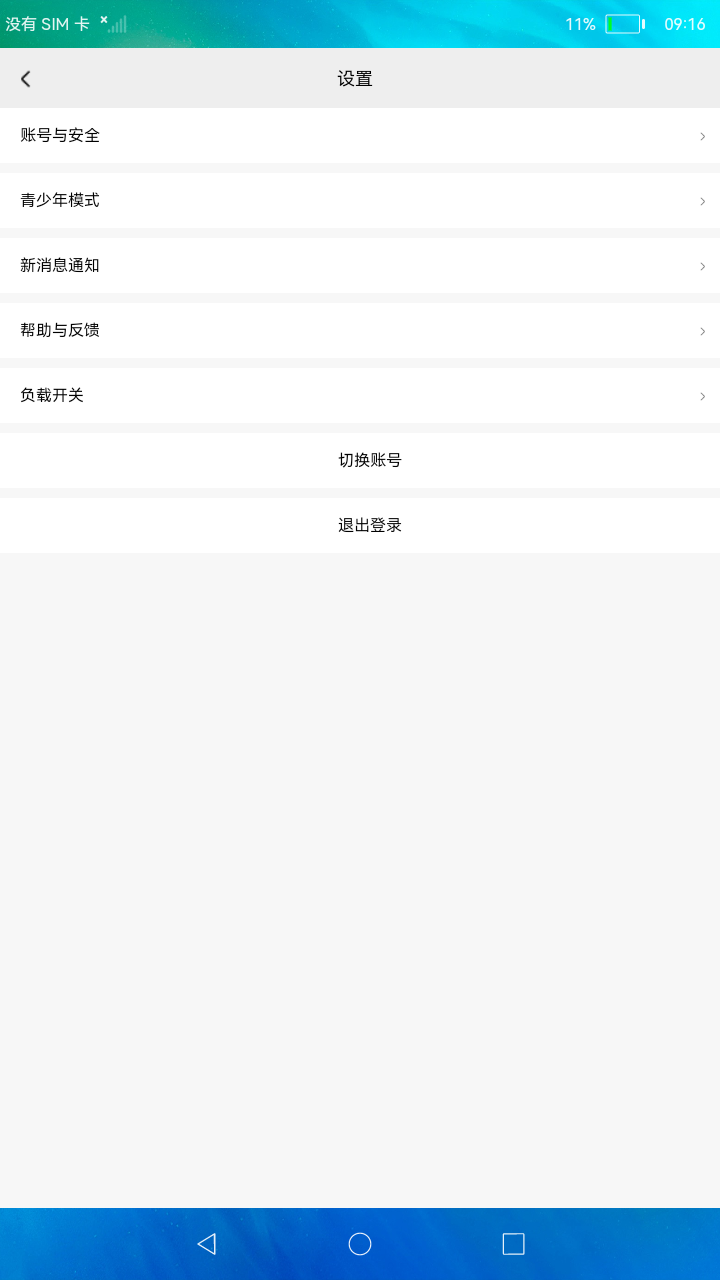 没有 SIM 卡
11%
09:16
设置
账号与安全
青少年模式
新消息通知
帮助与反馈
负载开关
切换账号
退出登录